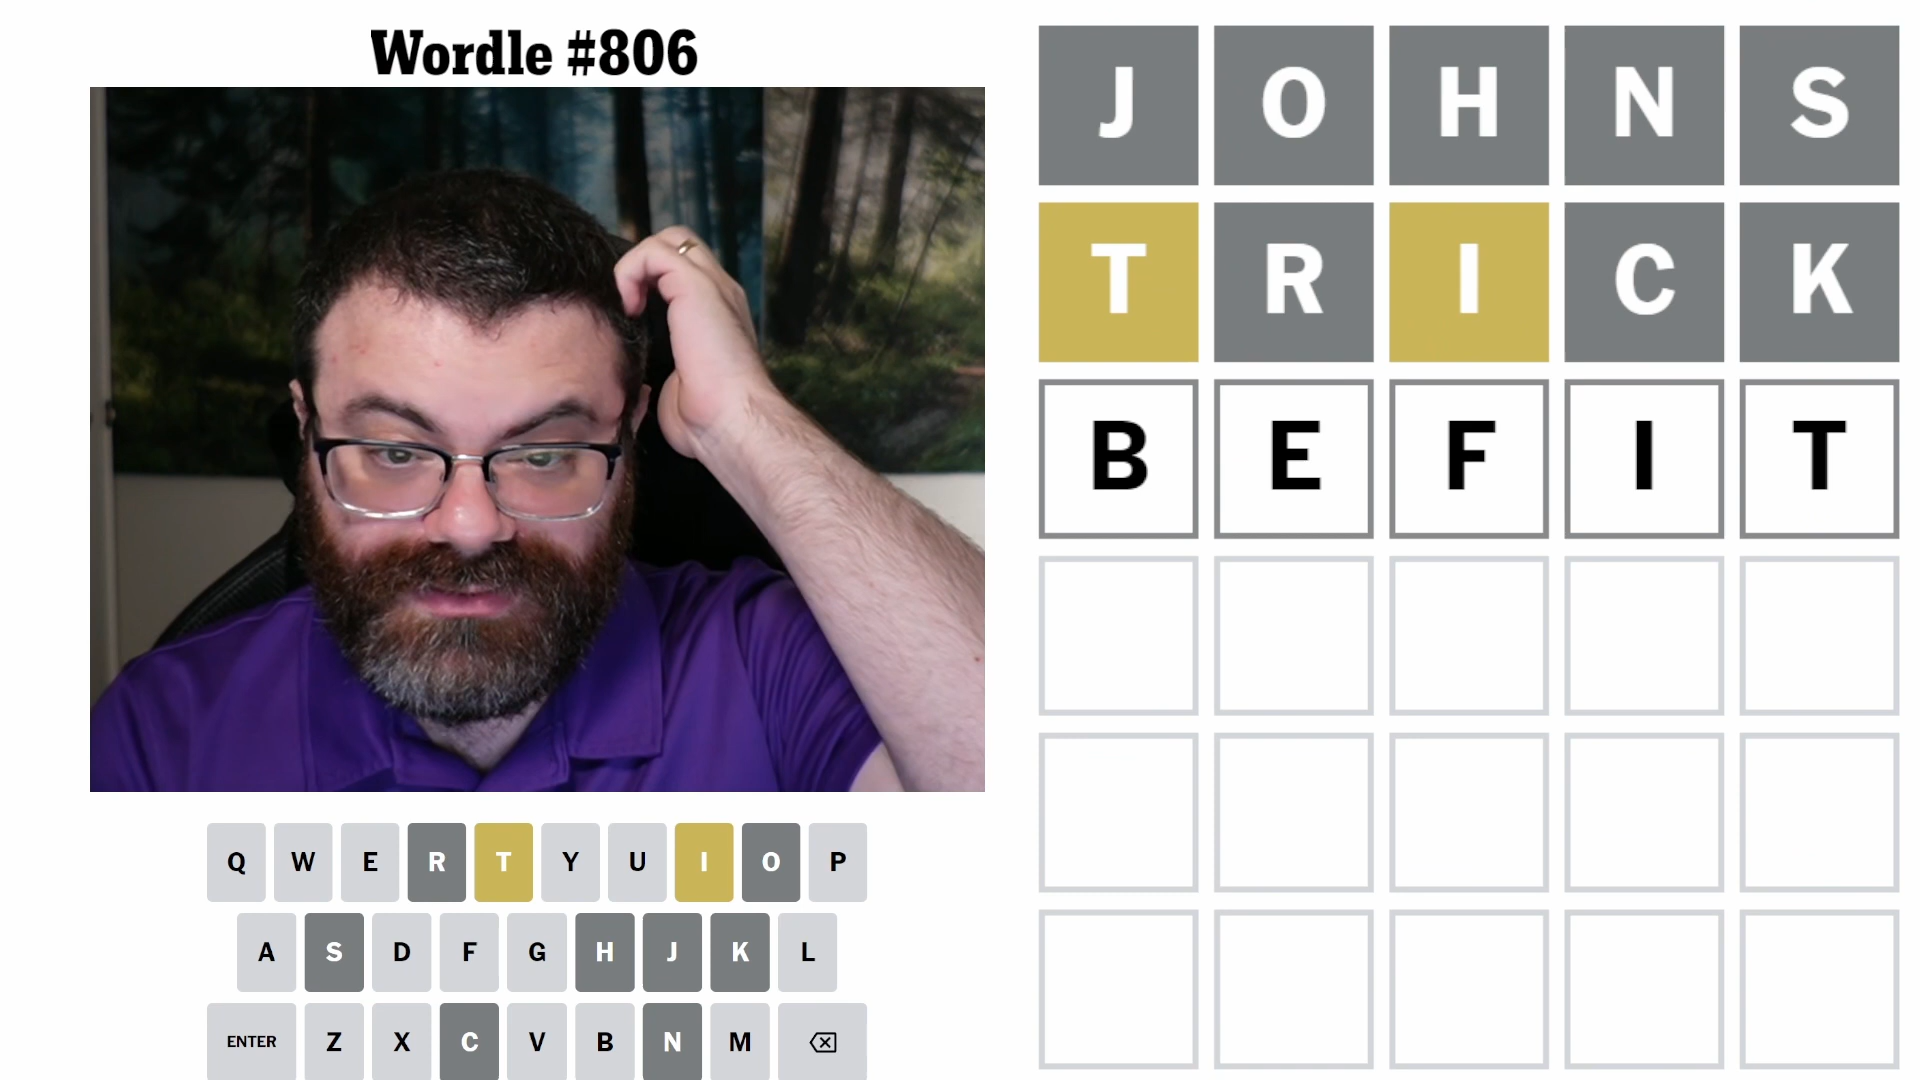 Wordle #806
J O H N S
T R I C K
B E F I T
Q W E R T Y U I O P
A S D F G H J K L
ENTER Z X C V B N M